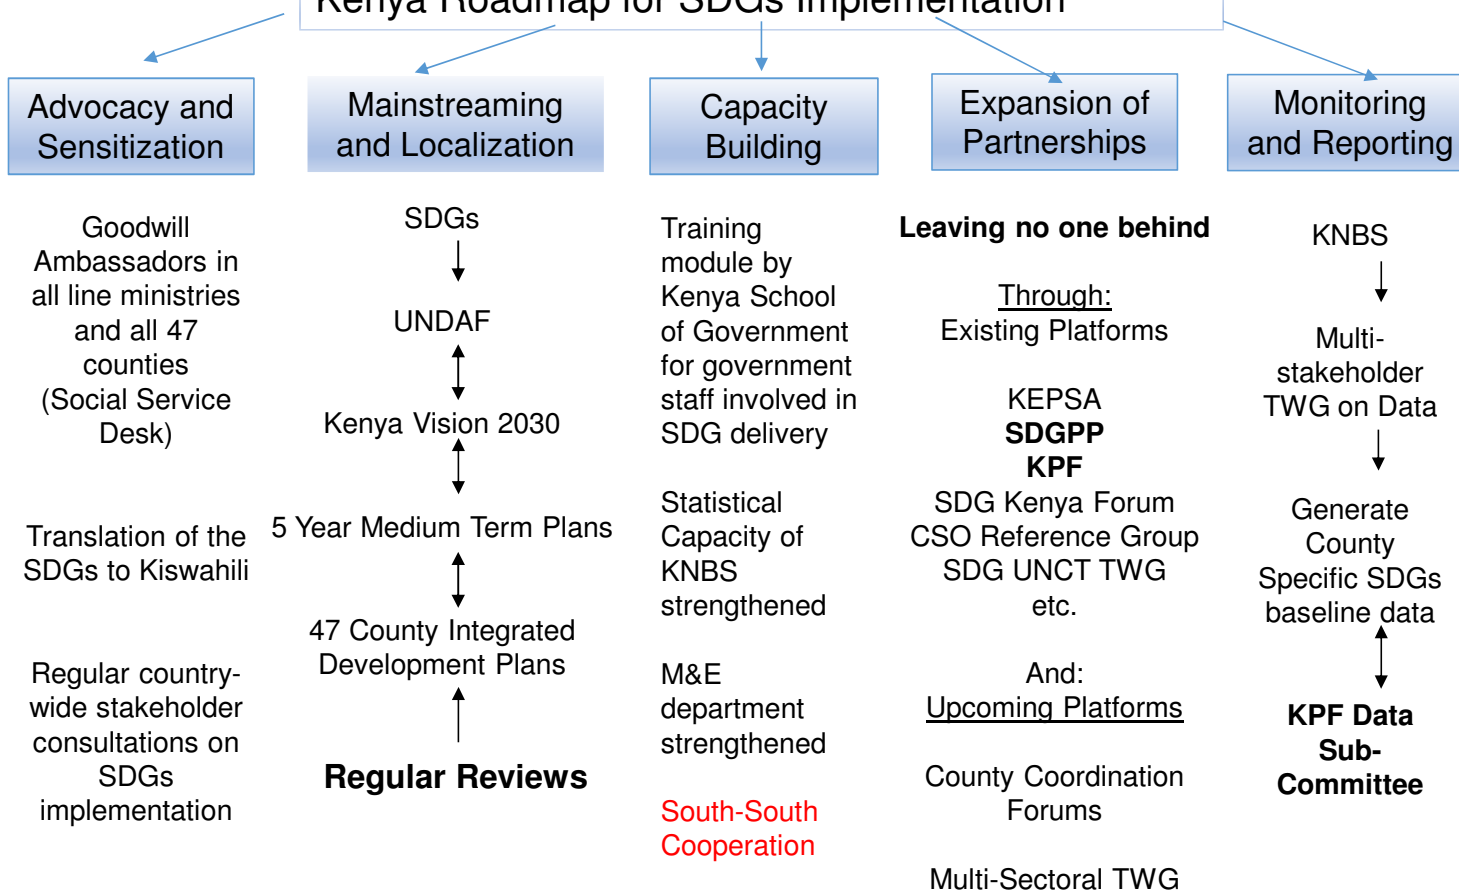 Kenya Roadmap for SDGs Implementation
Advocacy and
Sensitization
Goodwill
Ambassadors in
all line ministries
and all 47
counties
(Social Service
Desk)
Translation of the
SDGs to Kiswahili
Regular country-
wide stakeholder
consultations on
SDGs
implementation
Mainstreaming
and Localization
SDGs
UNDAF
Kenya Vision 2030
5 Year Medium Term Plans
47 County Integrated
Development Plans
Regular Reviews
Capacity
Building
Training
module by
Kenya School
of Government
for government
staff involved in
SDG delivery
Statistical
Capacity of
KNBS
strengthened
M&E
department
strengthened
South-South
Cooperation
Expansion of
Partnerships
Leaving no one behind
Through:
Existing Platforms
KEPSA
SDGPP
KPF
SDG Kenya Forum
CSO Reference Group
SDG UNCT TWG
etc.
And:
Upcoming Platforms
County Coordination
Forums
Multi-Sectoral TWG
Monitoring
and Reporting
KNBS
Multi-
stakeholder
TWG on Data
Generate
County
Specific SDGs
baseline data
KPF Data
Sub-
Committee